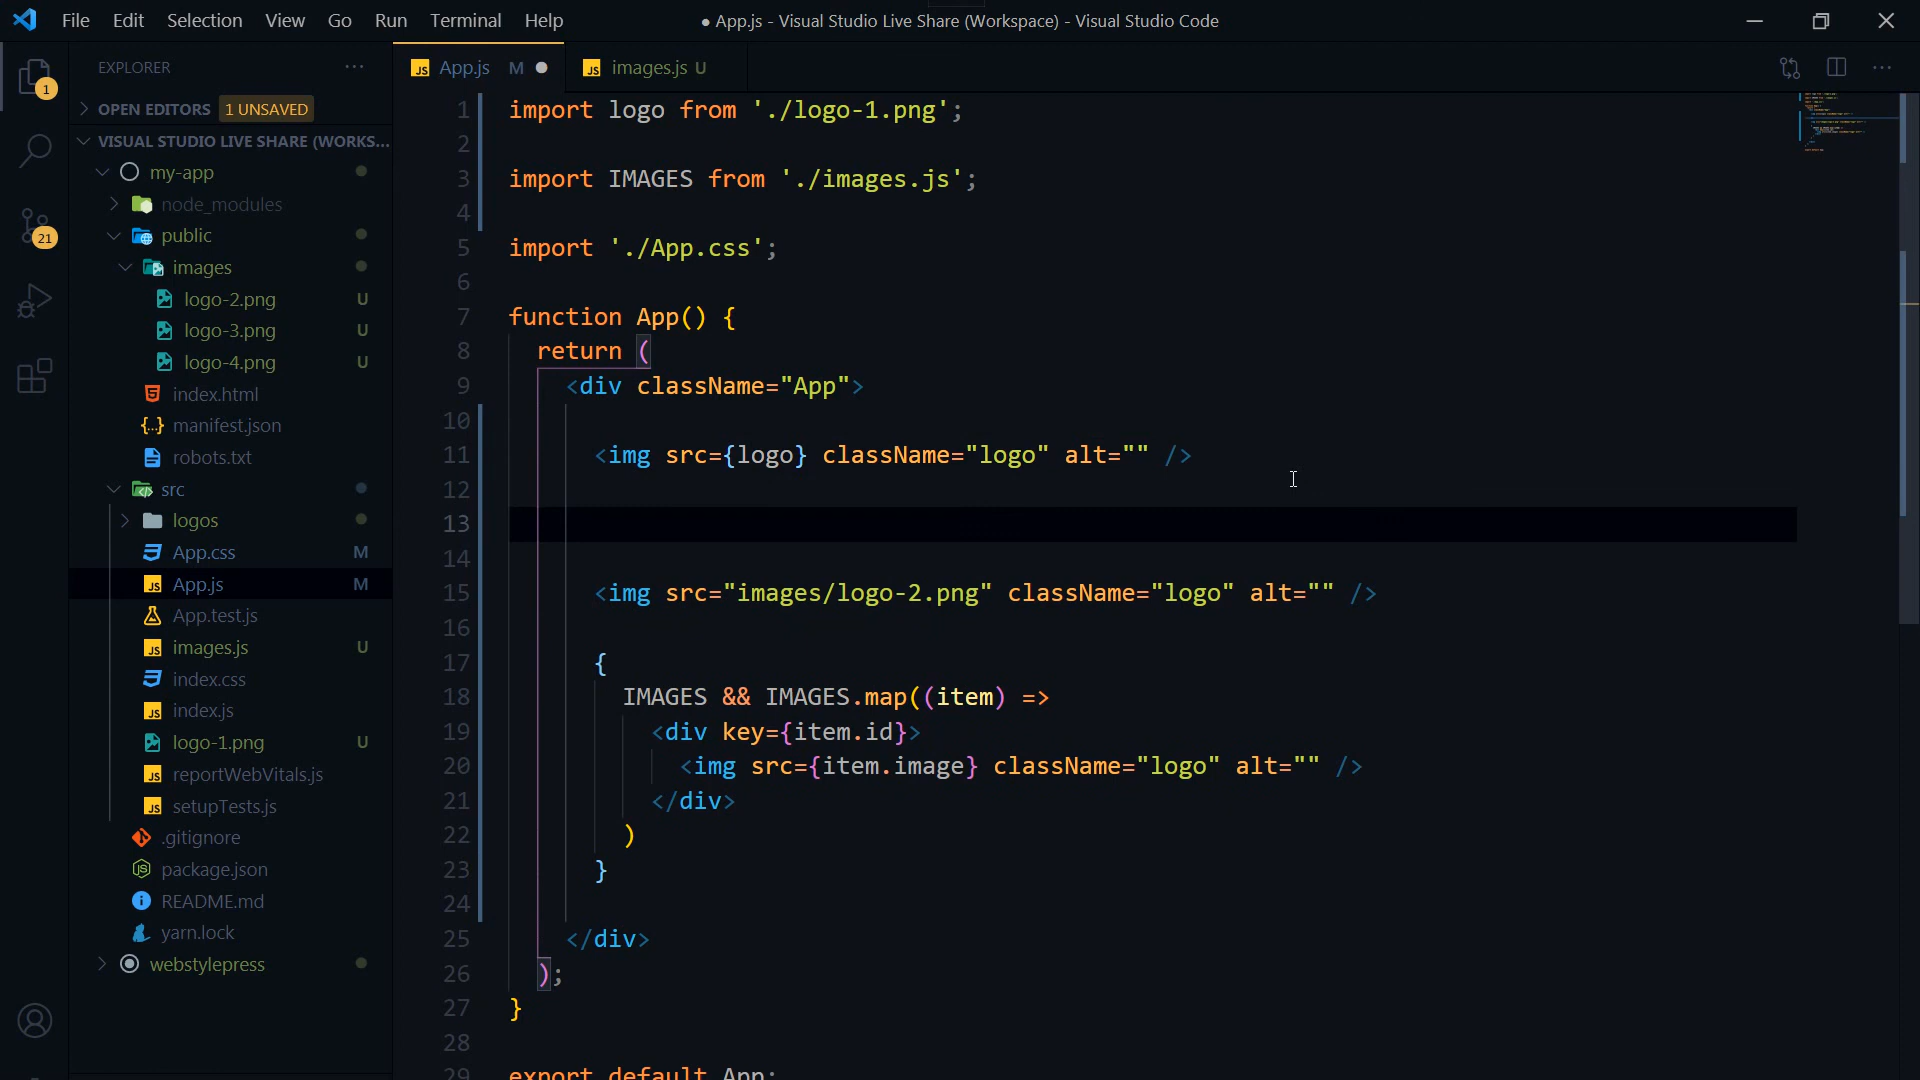 File Edit Selection View Go Run Terminal Help
● App.js - Visual Studio Live Share (Workspace) - Visual Studio Code
EXPLORER
App.js M
images.js U
1
OPEN EDITORS 1 UNSAVED
VISUAL STUDIO LIVE SHARE (WORKS...
my-app
node_modules
public
21
images
logo-2.png U
logo-3.png U
logo-4.png U
index.html
manifest.json
robots.txt
src
logos
App.css M
App.js M
App.test.js
images.js U
index.css
index.js
logo-1.png U
reportWebVitals.js
setupTests.js
.gitignore
package.json
README.md
yarn.lock
webstylepress
1 import logo from './logo-1.png';
2
3 import IMAGES from './images.js';
4
5 import './App.css';
6
7 function App() {
8 return (
9 <div className="App">
10
11 <img src={logo} className="logo" alt="" />
12
13
14
15 <img src="images/logo-2.png" className="logo" alt="" />
16
17 {
18 IMAGES && IMAGES.map((item) =>
19 <div key={item.id}>
20 <img src={item.image} className="logo" alt="" />
21 </div>
22 )
23 }
24
25 </div>
26 );
27 }
28
29 export default App;